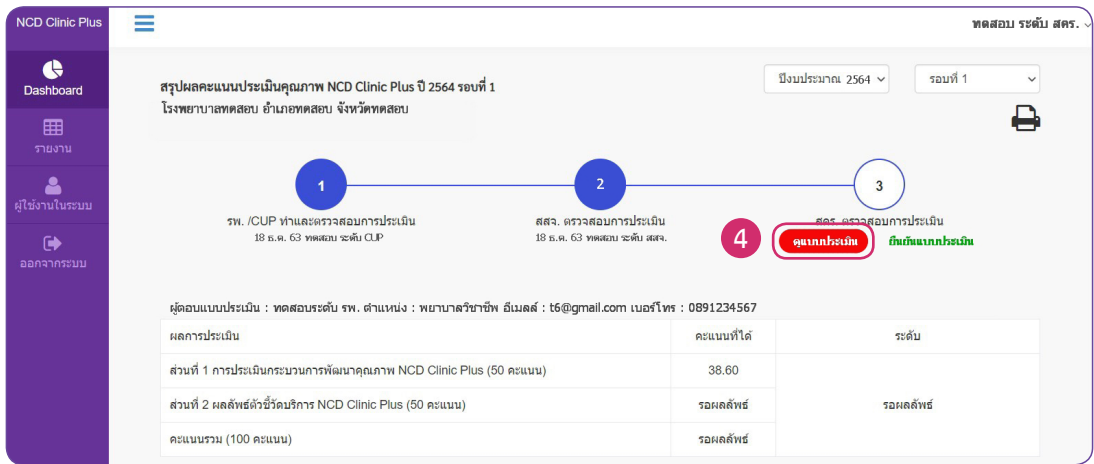 NCD Clinic Plus
ทดสอบ ระดับ สคร.
Dashboard
รายงาน
ผู้ใช้งานในระบบ
ออกจากระบบ
สรุปผลคะแนนประเมินคุณภาพ NCD Clinic Plus ปี 2564 รอบที่ 1
โรงพยาบาลทดสอบ อำเภอทดสอบ จังหวัดทดสอบ
ปีงบประมาณ 2564
รอบที่ 1
1
2
3
รพ. /CUP ทำและตรวจสอบการประเมิน
18 ธ.ค. 63 ทดสอบ ระดับ CUP
สสจ. ตรวจสอบการประเมิน
18 ธ.ค. 63 ทดสอบ ระดับ สสจ.
สคร. ตรวจสอบการประเมิน
4
ดูแบบประเมิน
ยืนยันแบบประเมิน
ผู้ตอบแบบประเมิน : ทดสอบระดับ รพ. ตำแหน่ง : พยาบาลวิชาชีพ อีเมลล์ : t6@gmail.com เบอร์โทร : 0891234567
ผลการประเมิน คะแนนที่ได้ ระดับ
ส่วนที่ 1 การประเมินกระบวนการพัฒนาคุณภาพ NCD Clinic Plus (50 คะแนน) 38.60
ส่วนที่ 2 ผลลัพธ์ตัวชี้วัดบริการ NCD Clinic Plus (50 คะแนน) รอผลลัพธ์ รอผลลัพธ์
คะแนนรวม (100 คะแนน) รอผลลัพธ์